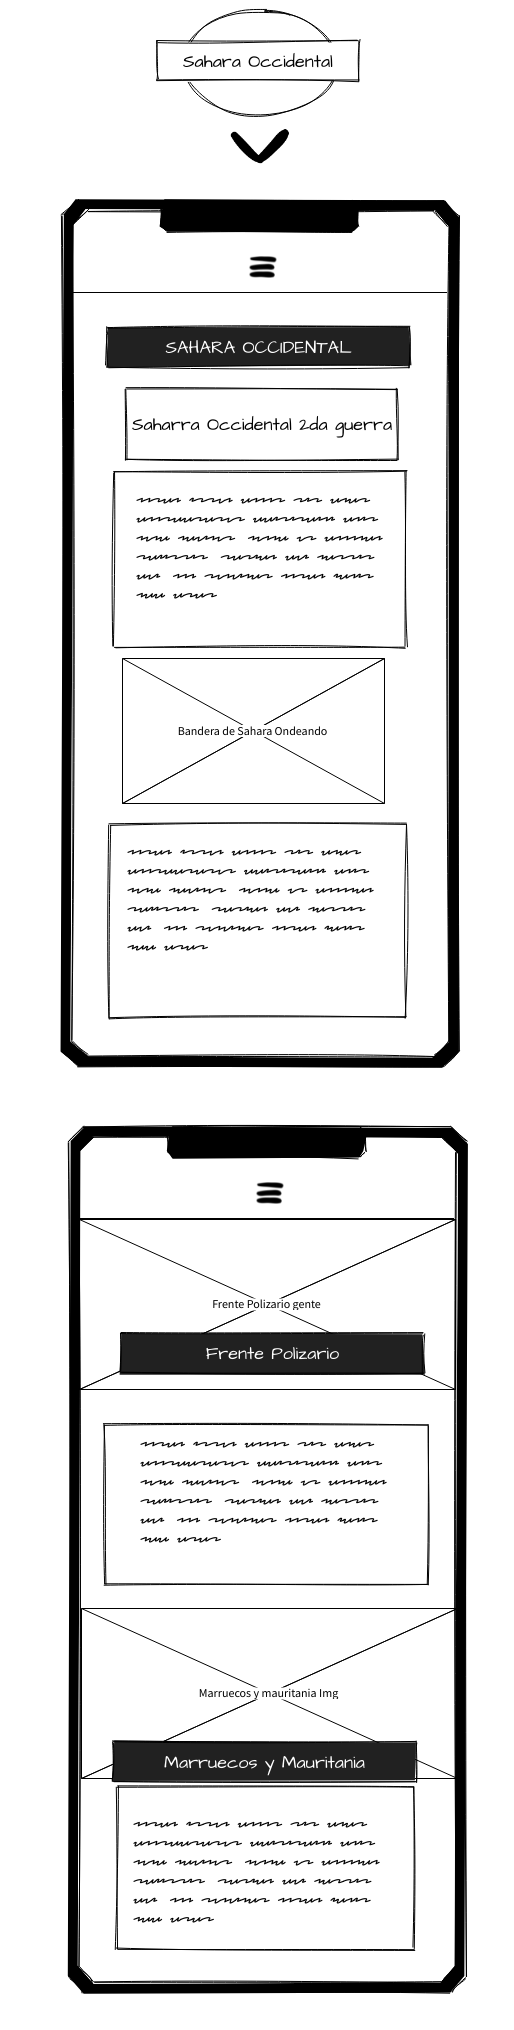 Sahara Occidental
SAHARA OCCIDENTAL
Saharra Occidental 2da guerra
Bandera de Sahara Ondeando
Frente Polizario gente
Frente Polizario
Marruecos y mauritania Img
Marruecos y Mauritania